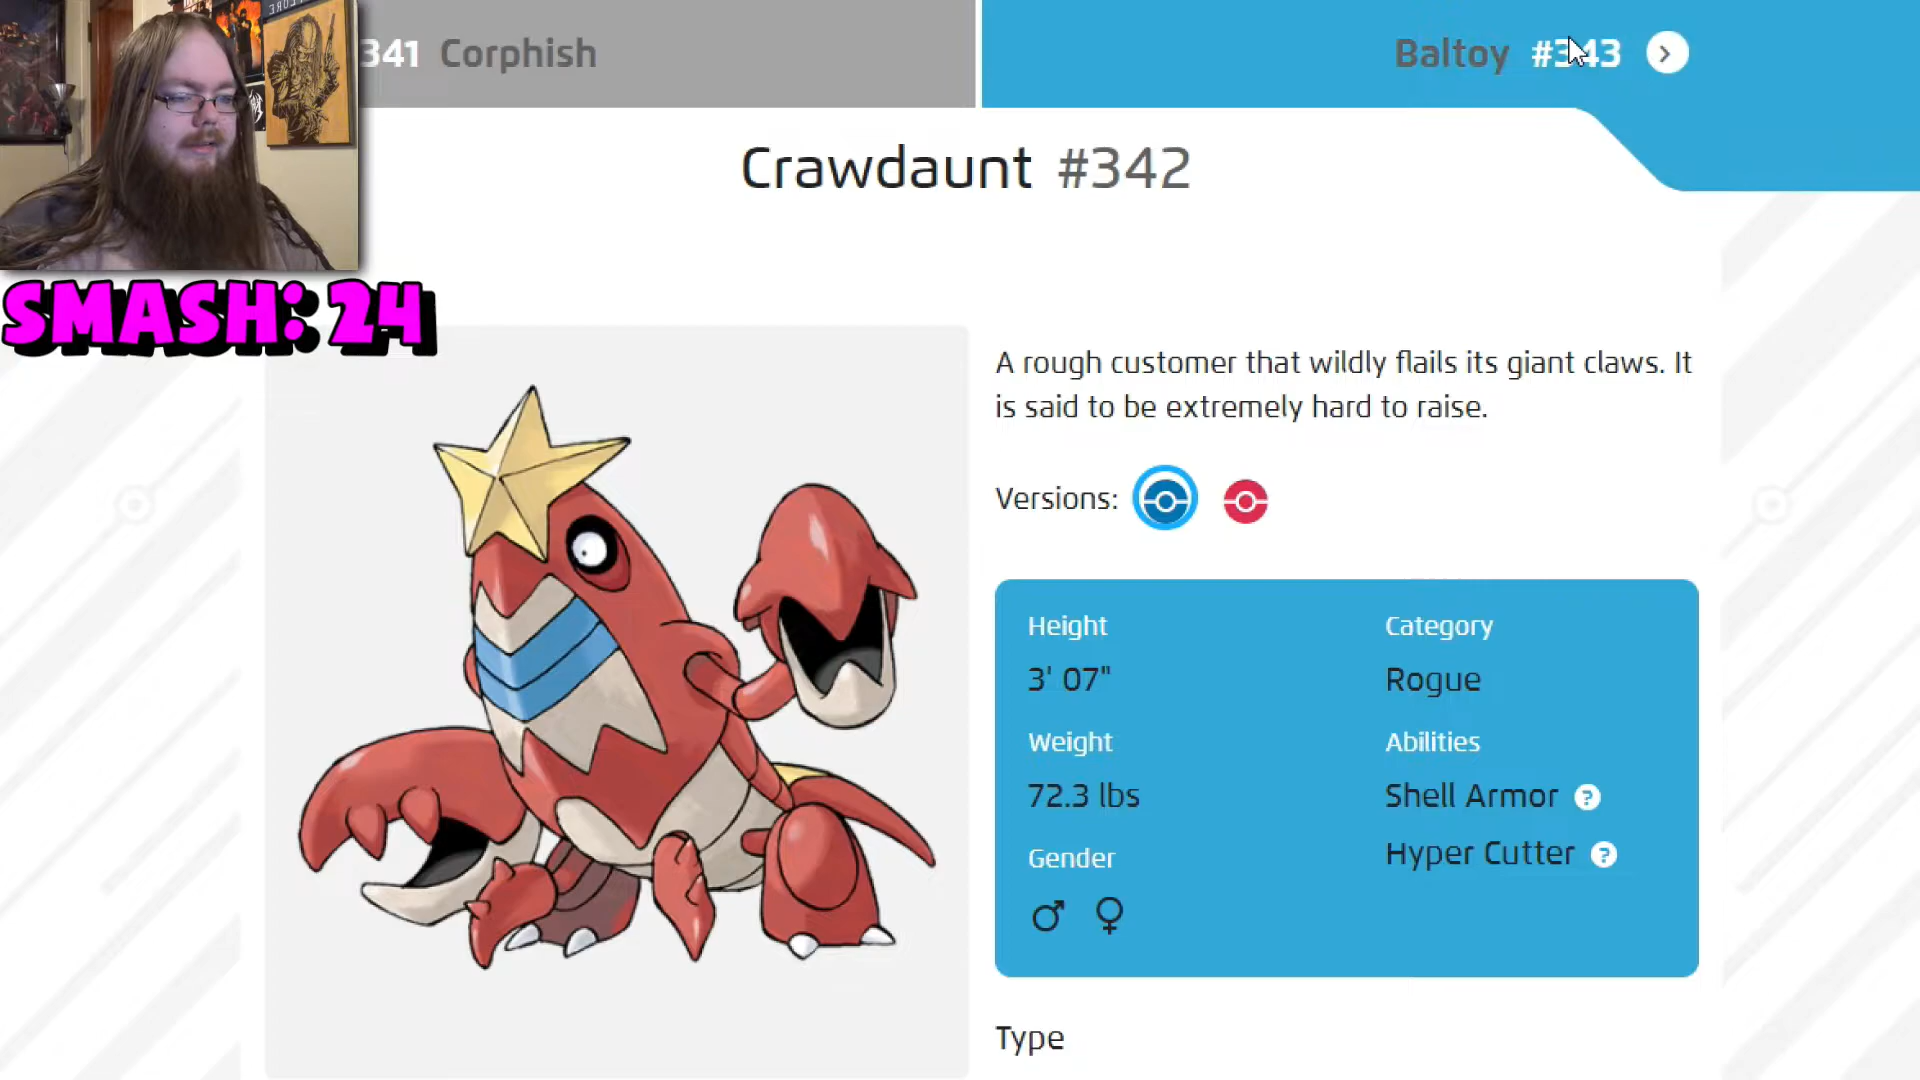 341 Corphish
Baltoy #343
Crawdaunt #342
SMASH: 24
A rough customer that wildly flails its giant claws. It
is said to be extremely hard to raise.
Versions:
Height
3' 07"
Weight
72.3 lbs
Gender
Category
Rogue
Abilities
Shell Armor ?
Hyper Cutter ?
Type